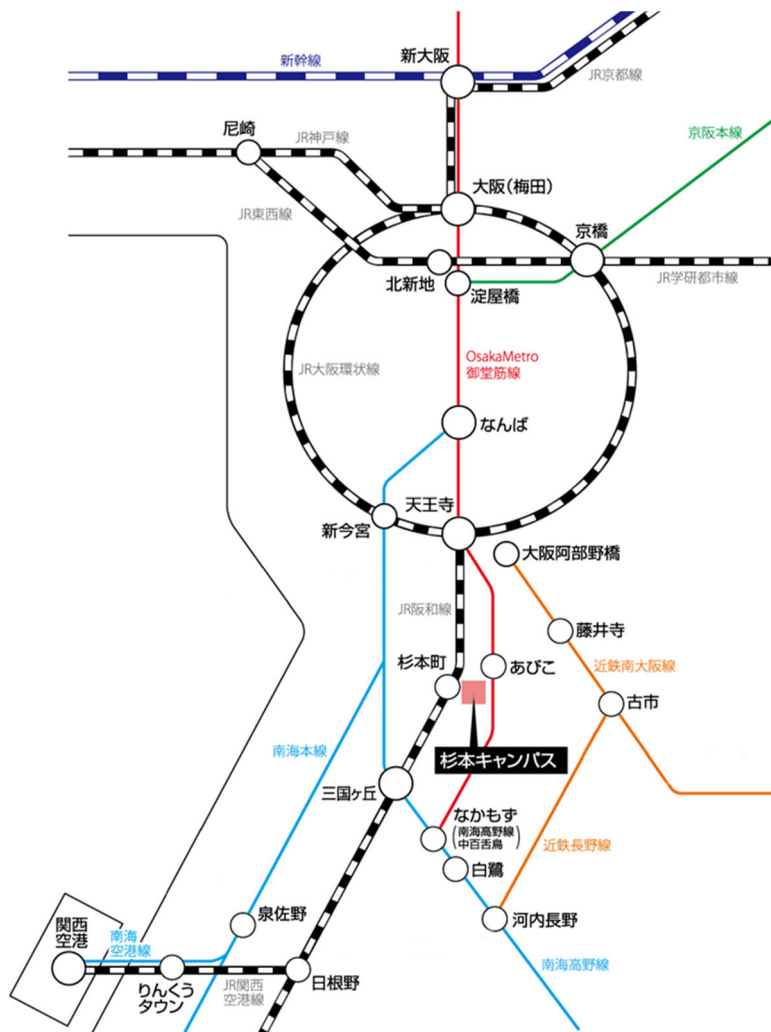 新幹線
新大阪
JR京都線
尼崎
JR神戸線
京阪本線
大阪(梅田)
JR東西線
京橋
北新地
淀屋橋
JR学研都市線
OsakaMetro
御堂筋線
JR大阪環状線
なんば
天王寺
新今宮
大阪阿部野橋
JR阪和線
藤井寺
杉本町
あびこ
近鉄南大阪線
古市
南海本線
杉本キャンパス
三国ヶ丘
なかもず
(南海高野線
中百舌鳥)
近鉄長野線
白鷺
泉佐野
河内長野
関西
空港
南海
空港線
南海高野線
りんくう
タウン
JR関西
空港線
日根野